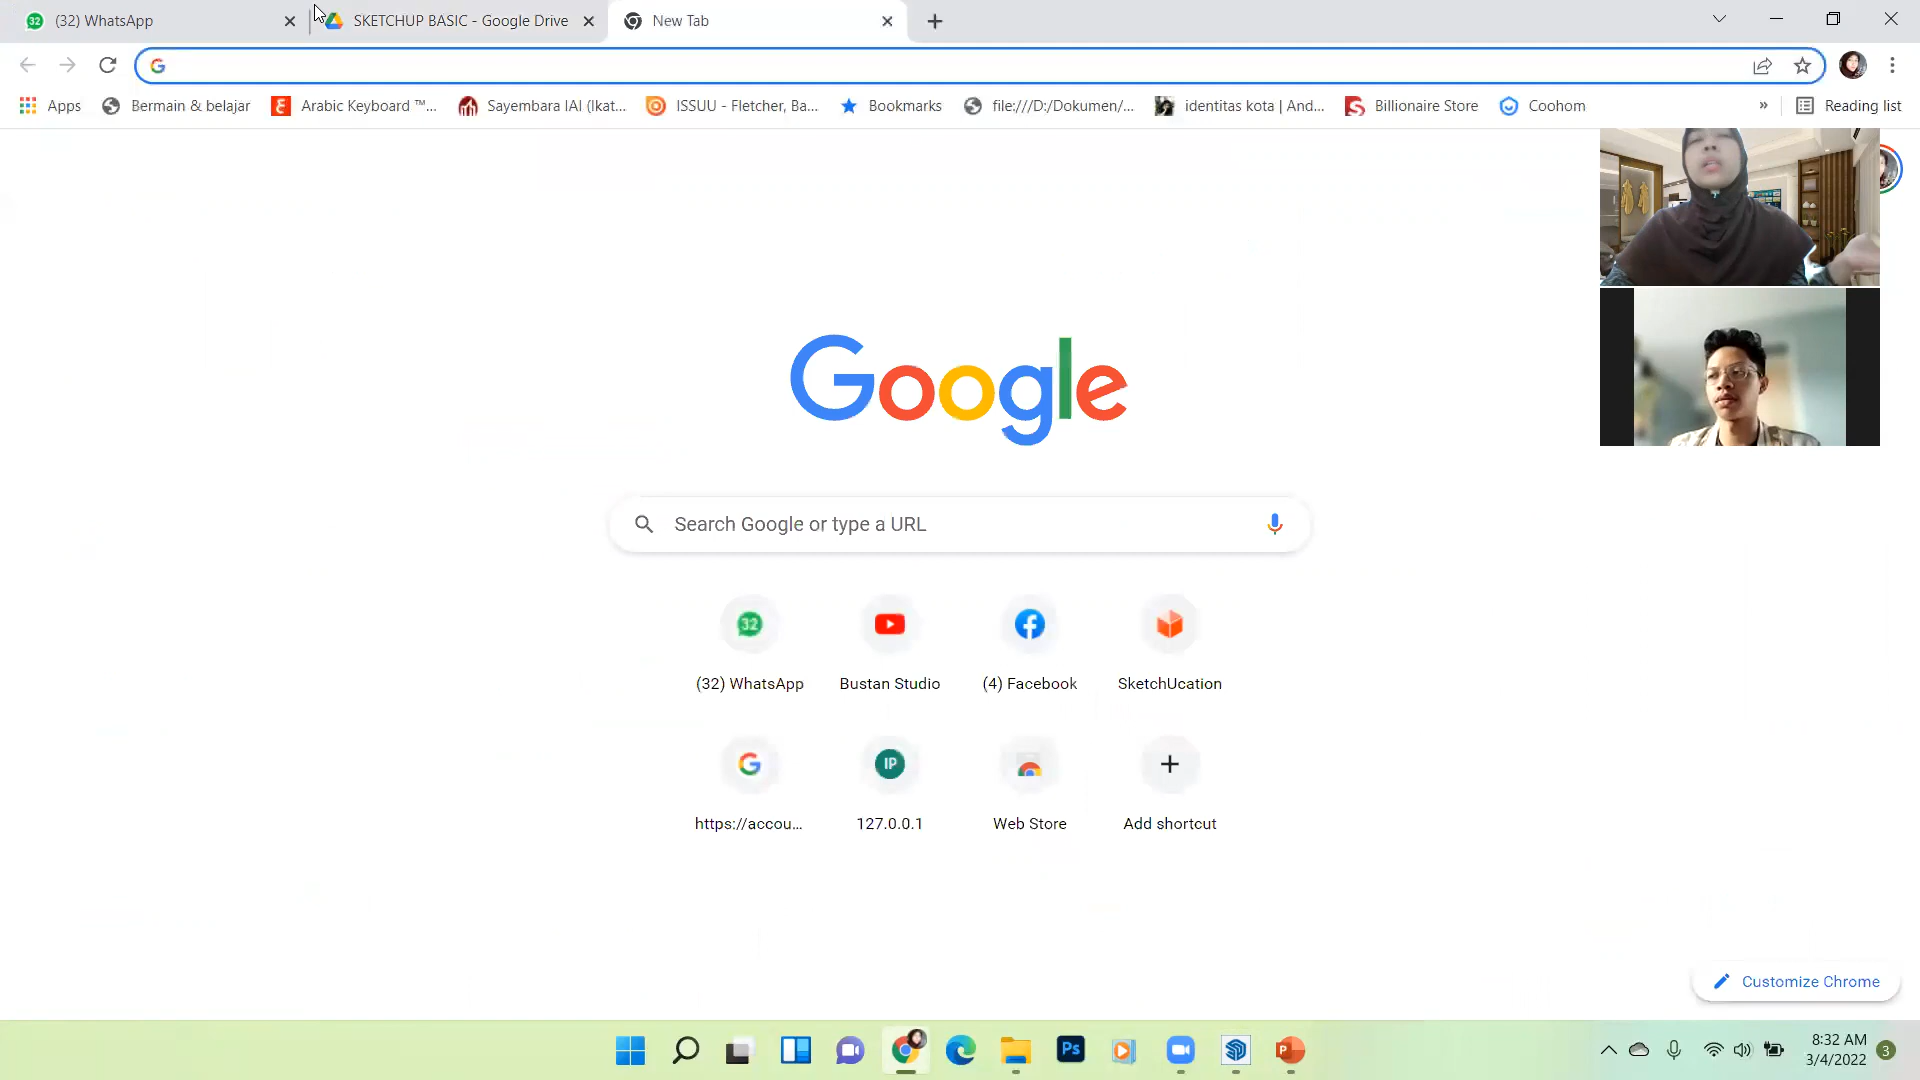 (32) WhatsApp
SKETCHUP BASIC - Google Drive
New Tab
Apps
Bermain & belajar
Arabic Keyboard ™...
Sayembara IAI (Ikat...
ISSUU - Fletcher, Ba...
Bookmarks
file:///D:/Dokumen/...
identitas kota | And...
Billionaire Store
Coohom
»
Reading list
Google
Search Google or type a URL
(32) WhatsApp
Bustan Studio
(4) Facebook
SketchUcation
IP
https://accou...
127.0.0.1
Web Store
Add shortcut
Customize Chrome
Ps
8:32 AM
3/4/2022
3